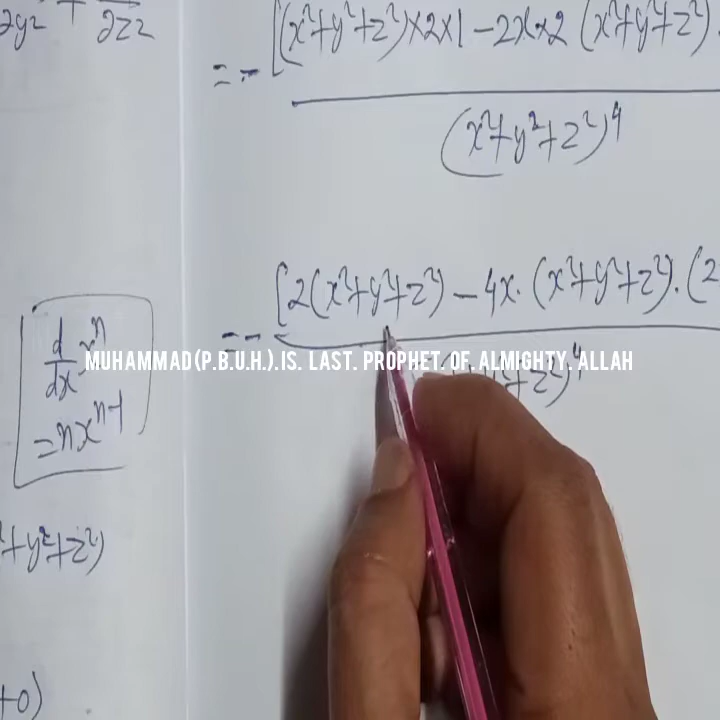 ∂y² + ∂z²
= - [(x²+y²+z²)×2×1 - 2x×2 (x²+y²+z²).
(x²+y²+z²)⁴
= - [2(x²+y²+z²) - 4x. (x²+y²+z²).(2
+z²)⁴
MUHAMMAD(P.B.U.H.).IS. LAST. PROPHET. OF. ALMIGHTY. ALLAH
d/dx xⁿ
= nxⁿ⁻¹
+y²+z²)
+0)